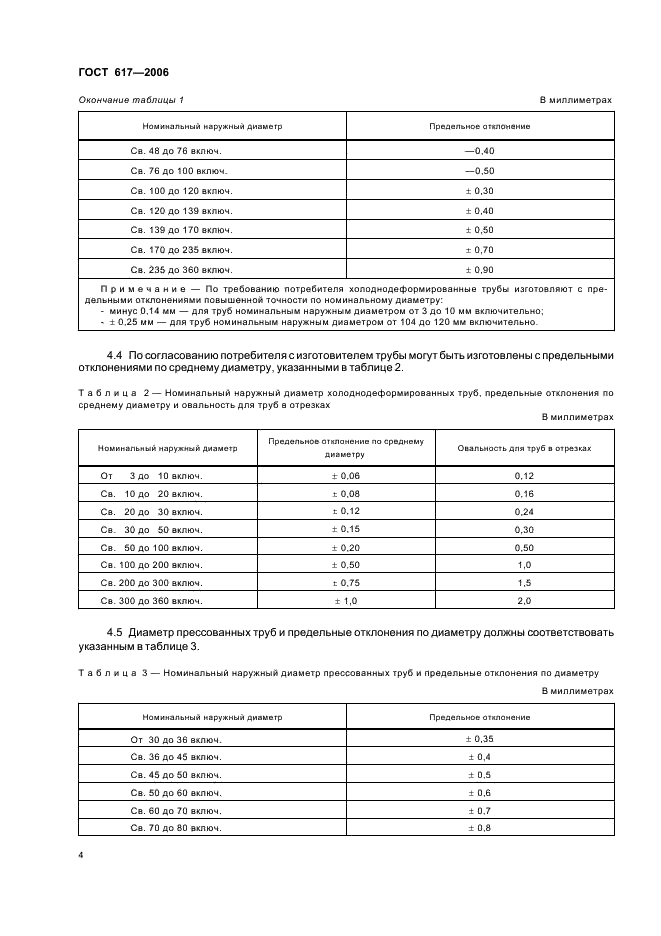 ГОСТ 617—2006
Окончание таблицы 1 В миллиметрах
Номинальный наружный диаметр Предельное отклонение
Св. 48 до 76 включ. —0,40
Св. 76 до 100 включ. —0,50
Св. 100 до 120 включ. ± 0,30
Св. 120 до 139 включ. ± 0,40
Св. 139 до 170 включ. ± 0,50
Св. 170 до 235 включ. ± 0,70
Св. 235 до 360 включ. ± 0,90
П р и м е ч а н и е — По требованию потребителя холоднодеформированные трубы изготовляют с пре-
дельными отклонениями повышенной точности по номинальному диаметру:
- минус 0,14 мм — для труб номинальным наружным диаметром от 3 до 10 мм включительно;
- ± 0,25 мм — для труб номинальным наружным диаметром от 104 до 120 мм включительно.
4.4 По согласованию потребителя с изготовителем трубы могут быть изготовлены с предельными
отклонениями по среднему диаметру, указанными в таблице 2.
Т а б л и ц а 2 — Номинальный наружный диаметр холоднодеформированных труб, предельные отклонения по
среднему диаметру и овальность для труб в отрезках
В миллиметрах
Номинальный наружный диаметр Предельное отклонение по среднему диаметру Овальность для труб в отрезках
От 3 до 10 включ. ± 0,06 0,12
Св. 10 до 20 включ. ± 0,08 0,16
Св. 20 до 30 включ. ± 0,12 0,24
Св. 30 до 50 включ. ± 0,15 0,30
Св. 50 до 100 включ. ± 0,20 0,50
Св. 100 до 200 включ. ± 0,50 1,0
Св. 200 до 300 включ. ± 0,75 1,5
Св. 300 до 360 включ. ± 1,0 2,0
4.5 Диаметр прессованных труб и предельные отклонения по диаметру должны соответствовать
указанным в таблице 3.
Т а б л и ц а 3 — Номинальный наружный диаметр прессованных труб и предельные отклонения по диаметру
В миллиметрах
Номинальный наружный диаметр Предельное отклонение
От 30 до 36 включ. ± 0,35
Св. 36 до 45 включ. ± 0,4
Св. 45 до 50 включ. ± 0,5
Св. 50 до 60 включ. ± 0,6
Св. 60 до 70 включ. ± 0,7
Св. 70 до 80 включ. ± 0,8
4